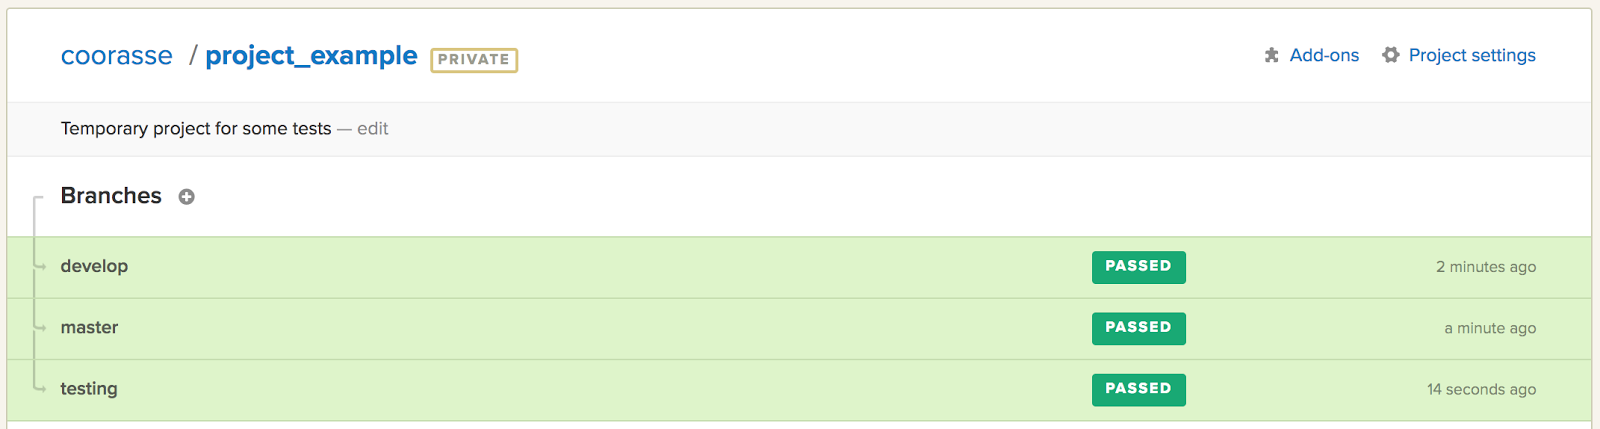 coorasse / project_example PRIVATE Add-ons Project settings
Temporary project for some tests — edit
Branches
develop PASSED 2 minutes ago
master PASSED a minute ago
testing PASSED 14 seconds ago